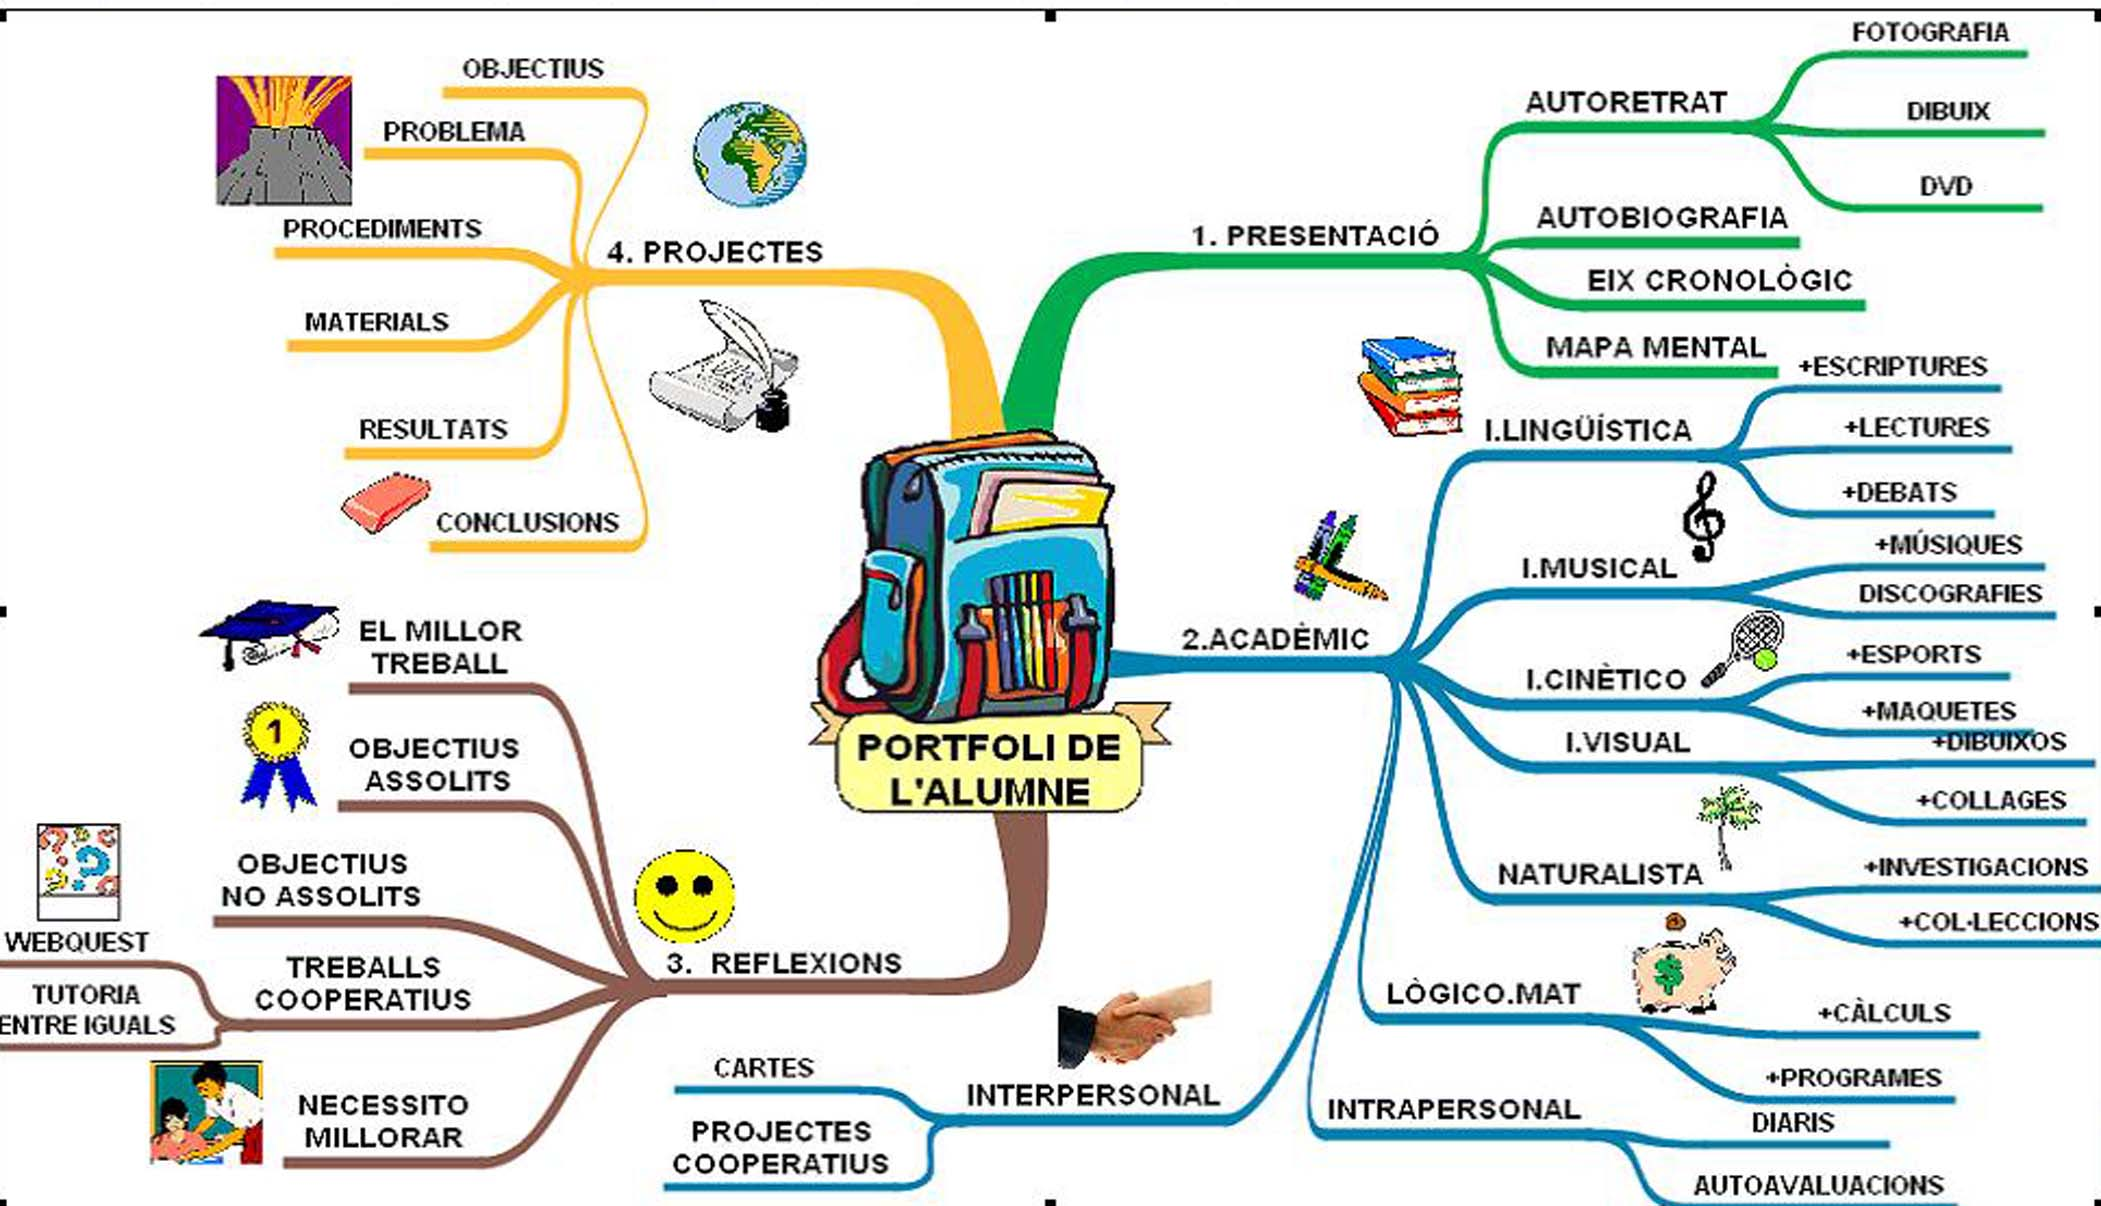 PORTFOLI DE
L'ALUMNE
1. PRESENTACIÓ
AUTORETRAT
FOTOGRAFIA
DIBUIX
DVD
AUTOBIOGRAFIA
EIX CRONOLÒGIC
MAPA MENTAL
2.ACADÈMIC
I.LINGÜÍSTICA
+ESCRIPTURES
+LECTURES
+DEBATS
I.MUSICAL
+MÚSIQUES
DISCOGRAFIES
I.CINÈTICO
+ESPORTS
+MAQUETES
I.VISUAL
+DIBUIXOS
+COLLAGES
NATURALISTA
+INVESTIGACIONS
+COL·LECCIONS
LÒGICO.MAT
+CÀLCULS
+PROGRAMES
INTRAPERSONAL
DIARIS
AUTOAVALUACIONS
INTERPERSONAL
CARTES
PROJECTES
COOPERATIUS
3. REFLEXIONS
EL MILLOR
TREBALL
OBJECTIUS
ASSOLITS
1
OBJECTIUS
NO ASSOLITS
TREBALLS
COOPERATIUS
WEBQUEST
TUTORIA
ENTRE IGUALS
NECESSITO
MILLORAR
4. PROJECTES
OBJECTIUS
PROBLEMA
PROCEDIMENTS
MATERIALS
RESULTATS
CONCLUSIONS
$